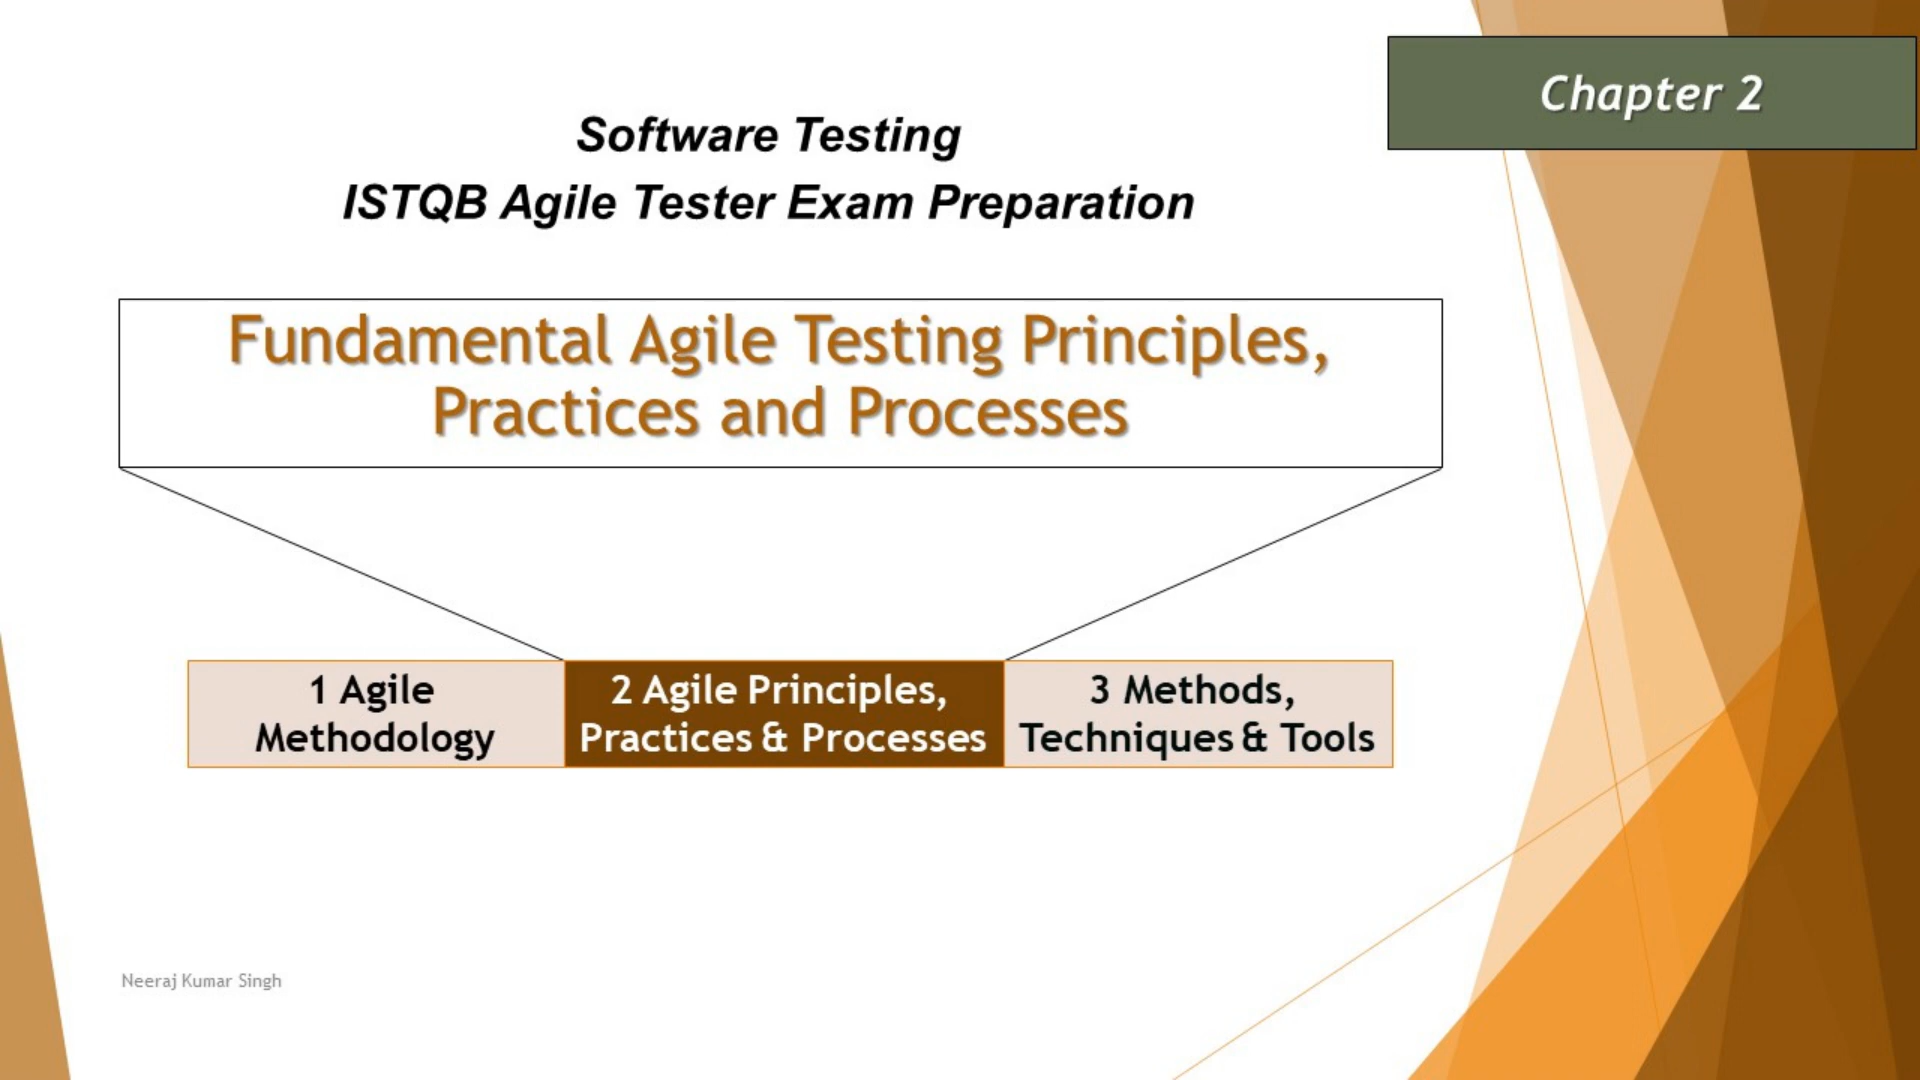 Chapter 2
Software Testing
ISTQB Agile Tester Exam Preparation
Fundamental Agile Testing Principles,
Practices and Processes
1 Agile
Methodology
2 Agile Principles,
Practices & Processes
3 Methods,
Techniques & Tools
Neeraj Kumar Singh